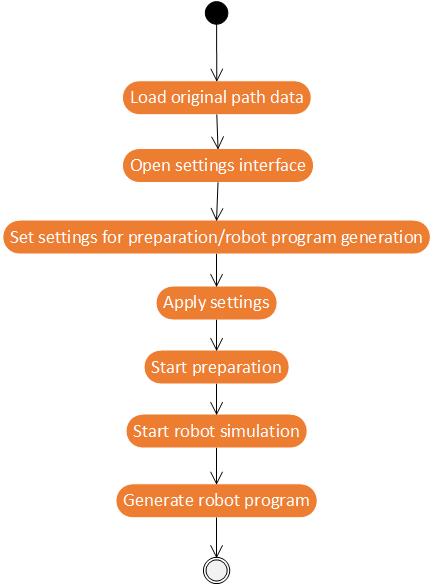 Load original path data
Open settings interface
Set settings for preparation/robot program generation
Apply settings
Start preparation
Start robot simulation
Generate robot program